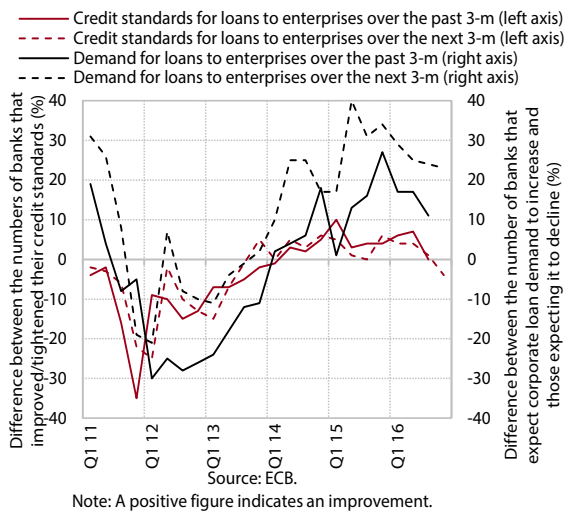 Credit standards for loans to enterprises over the past 3-m (left axis)
Credit standards for loans to enterprises over the next 3-m (left axis)
Demand for loans to enterprises over the past 3-m (right axis)
Demand for loans to enterprises over the next 3-m (right axis)
Difference between the numbers of banks that
improved/tightened their credit standards (%)
40
30
20
10
0
-10
-20
-30
-40
40
30
20
10
0
-10
-20
-30
-40
Difference between the number of banks that
expect corporate loan demand to increase and
those expecting it to decline (%)
Q1 11
Q1 12
Q1 13
Q1 14
Q1 15
Q1 16
Source: ECB.
Note: A positive figure indicates an improvement.